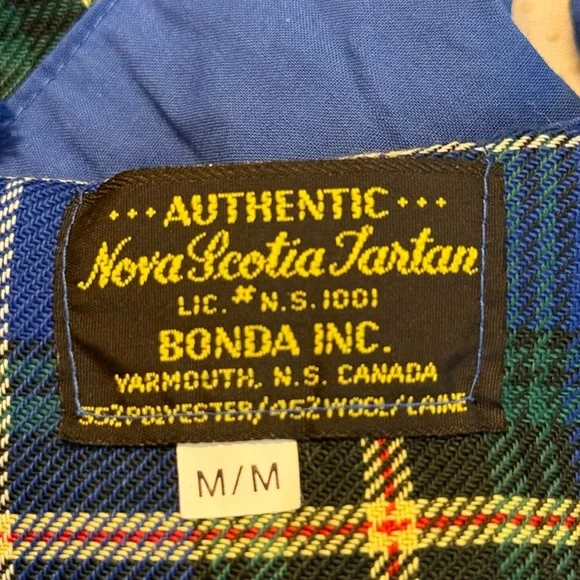 ··· AUTHENTIC ···
Nova Scotia Tartan
LIC. # N.S. 1001
BONDA INC.
YARMOUTH, N.S. CANADA
55% POLYESTER/45% WOOL/LAINE
M/M